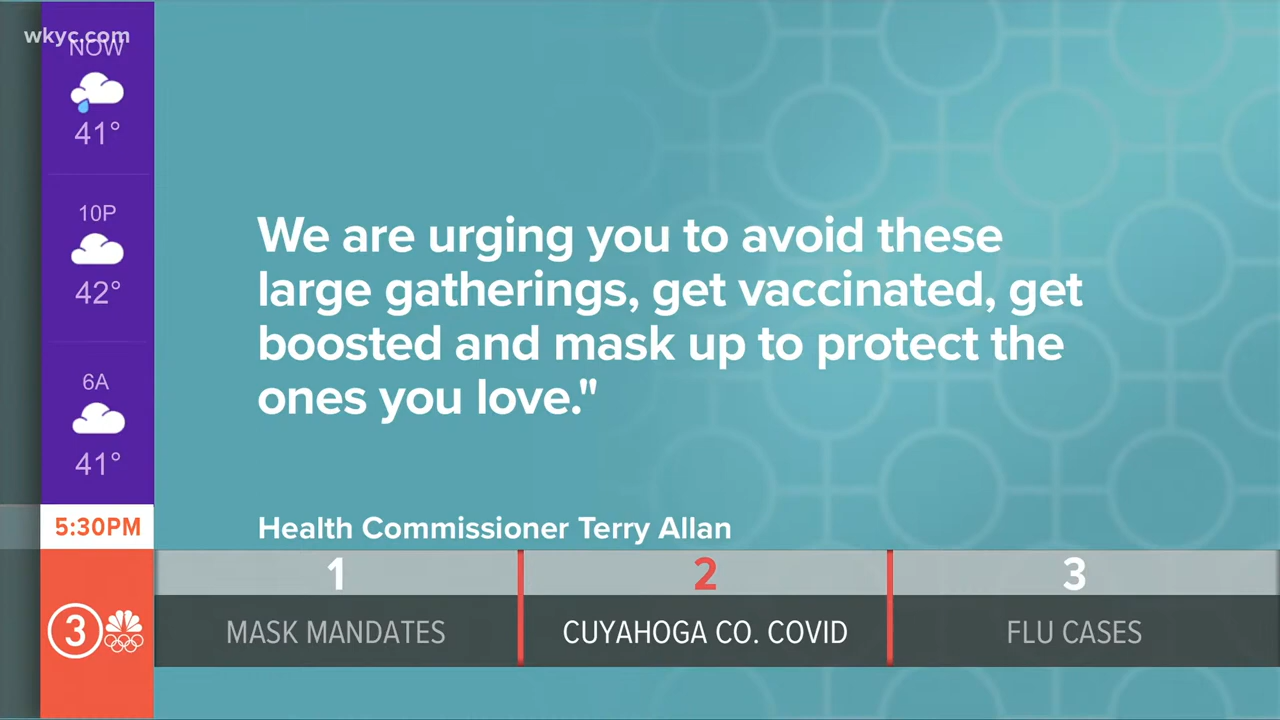 wkyc.com
NOW
41°
10P
42°
6A
41°
5:30PM
3
We are urging you to avoid these
large gatherings, get vaccinated, get
boosted and mask up to protect the
ones you love."
Health Commissioner Terry Allan
1
MASK MANDATES
2
CUYAHOGA CO. COVID
3
FLU CASES